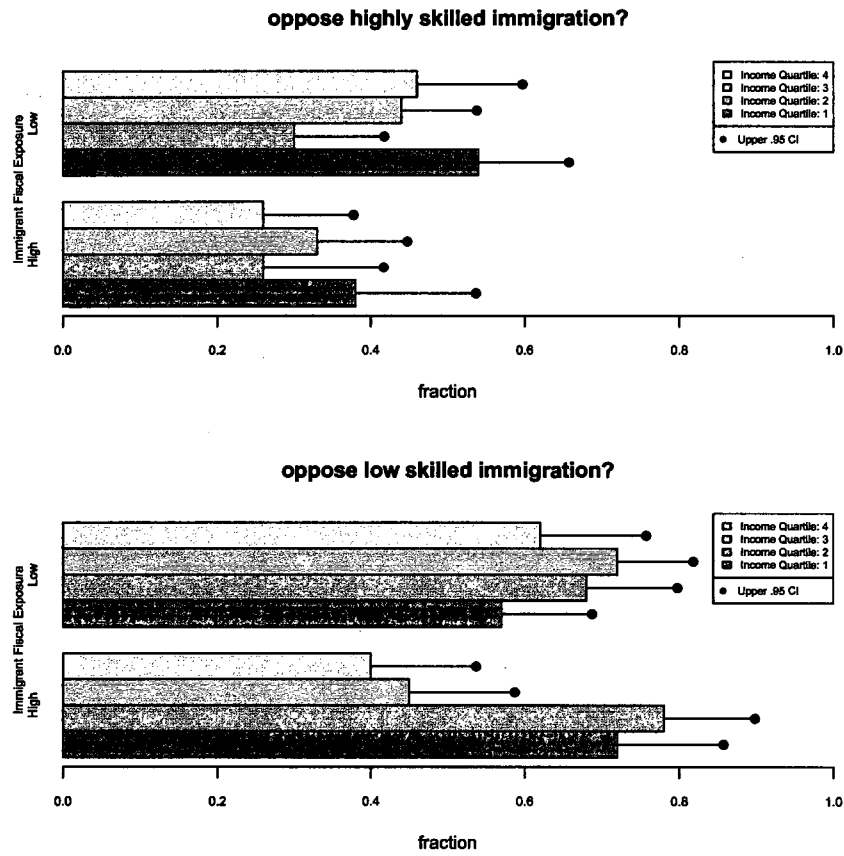 oppose highly skilled immigration?
Income Quartile: 4
Income Quartile: 3
Income Quartile: 2
Income Quartile: 1
Upper .95 CI
Immigrant Fiscal Exposure
Low
High
0.0 0.2 0.4 0.6 0.8 1.0
fraction
oppose low skilled immigration?
Income Quartile: 4
Income Quartile: 3
Income Quartile: 2
Income Quartile: 1
Upper .95 CI
Immigrant Fiscal Exposure
Low
High
0.0 0.2 0.4 0.6 0.8 1.0
fraction